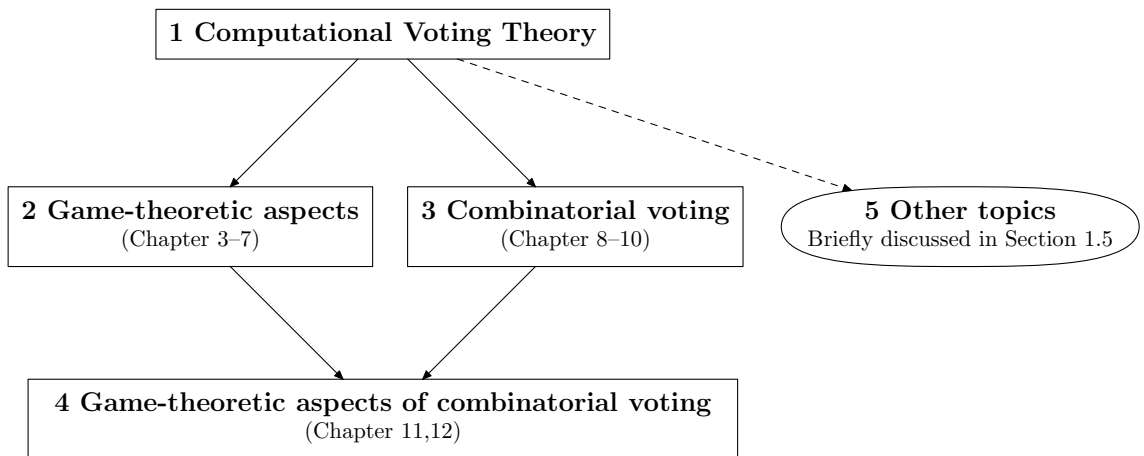 1 Computational Voting Theory
2 Game-theoretic aspects
(Chapter 3–7)
3 Combinatorial voting
(Chapter 8–10)
5 Other topics
Briefly discussed in Section 1.5
4 Game-theoretic aspects of combinatorial voting
(Chapter 11,12)